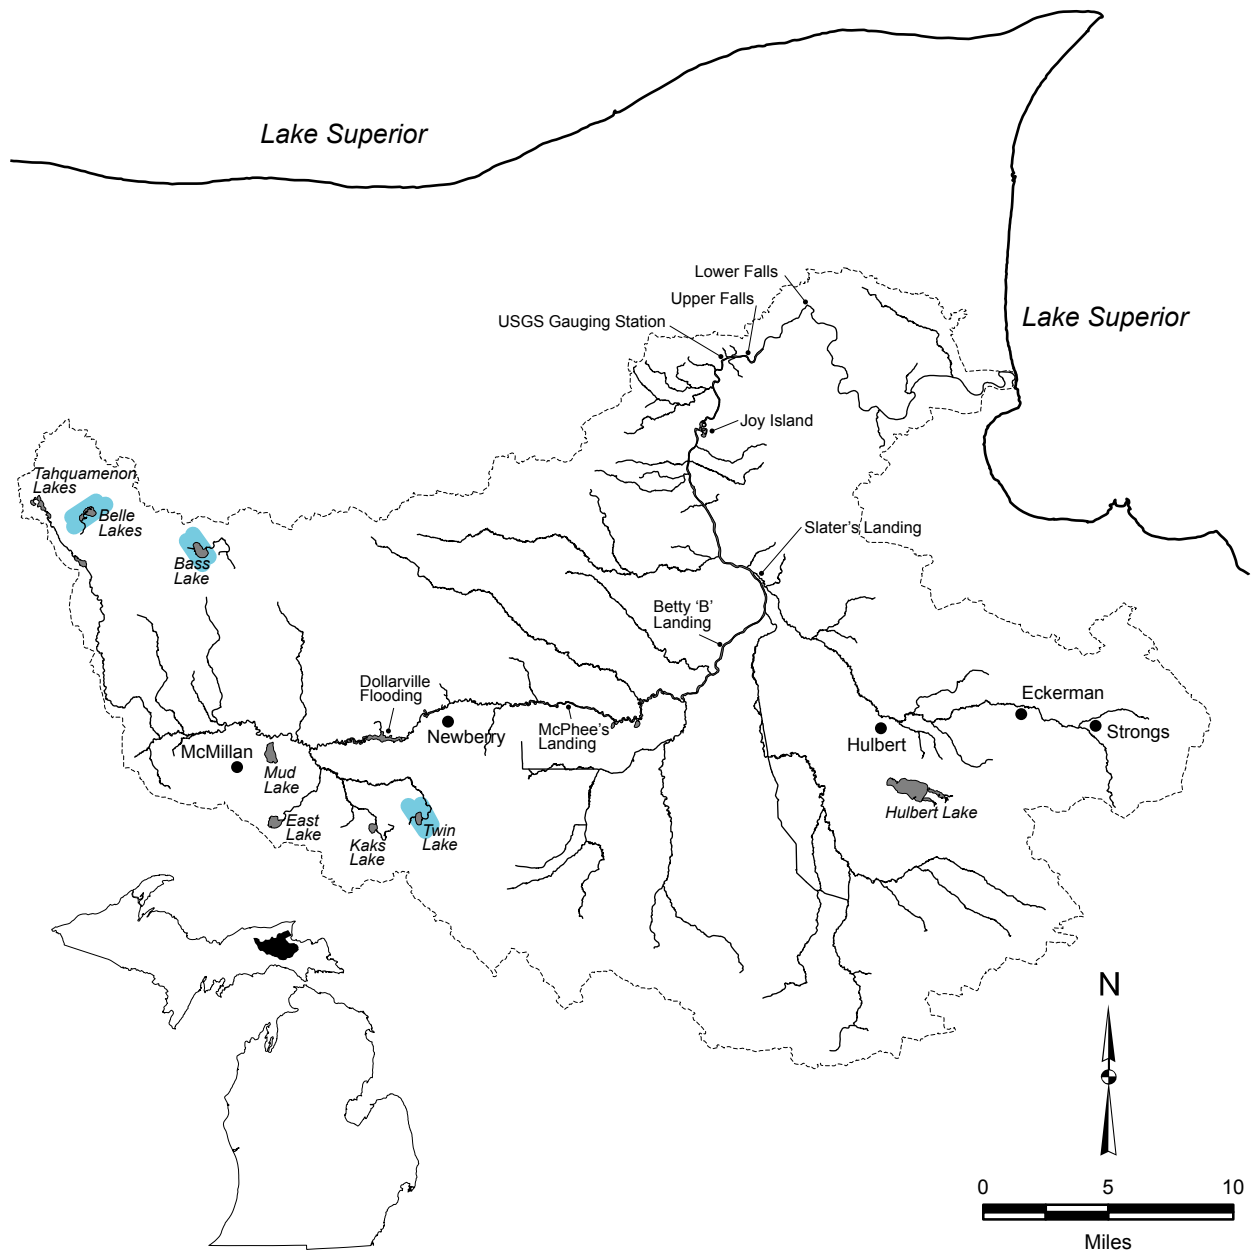 Lake Superior
Lower Falls
Upper Falls
USGS Gauging Station
Lake Superior
Joy Island
Tahquamenon
Lakes
Belle
Lakes
Slater's Landing
Bass
Lake
Betty 'B'
Landing
Dollarville
Flooding
Eckerman
McPhee's
Landing
Newberry
Strongs
Hulbert
McMillan
Mud
Lake
Hulbert Lake
East
Lake
Twin
Lake
Kaks
Lake
N
0 5 10
Miles